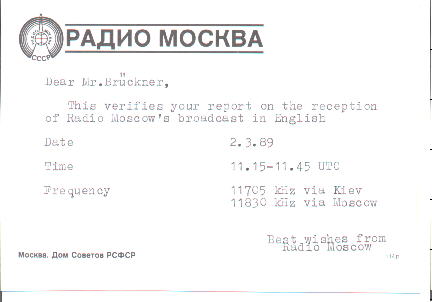 СССР
РАДИО МОСКВА
Dear Mr.Brückner,
This verifies your report on the reception
of Radio Moscow's broadcast in English
Date 2.3.89
Time 11.15-11.45 UTC
Frequency 11705 kHz via Kiev
11830 kHz via Moscow
Best wishes from
Radio Moscow
Москва. Дом Советов РСФСР